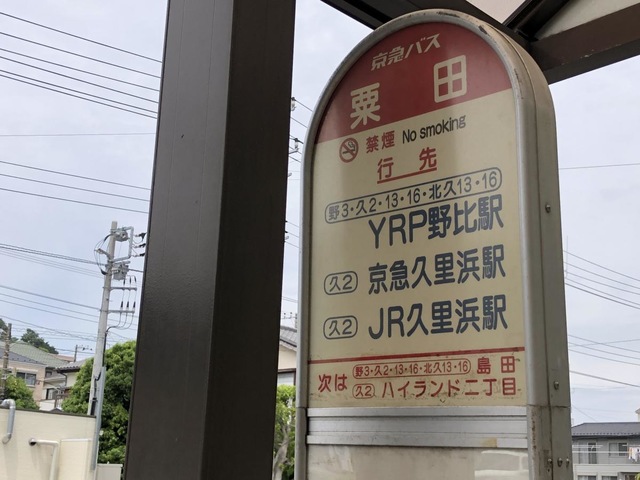 京急バス
粟田
禁煙 No smoking
行先
野3・久2・13・16・北久13・16
YRP野比駅
久2 京急久里浜駅
久2 JR久里浜駅
次は 野3・久2・13・16・北久13・16 島田
久2 ハイランド二丁目